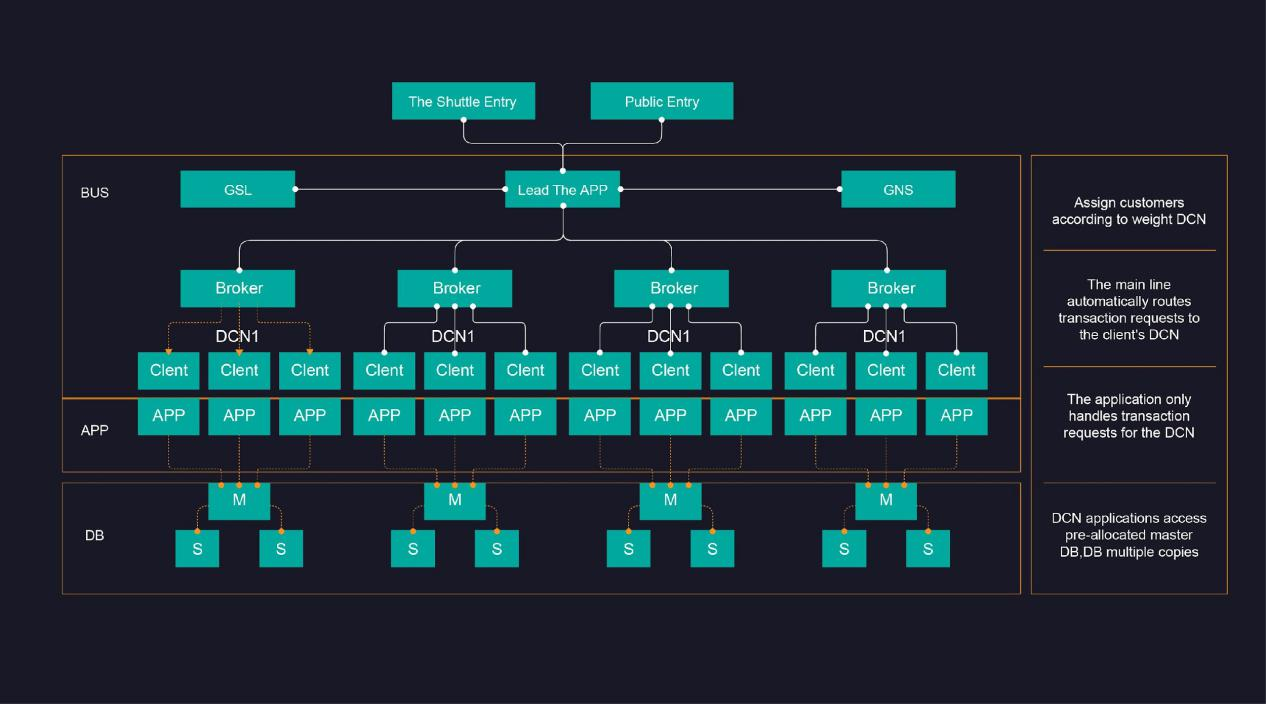 The Shuttle Entry
Public Entry
BUS
GSL
Lead The APP
GNS
Broker
Broker
Broker
Broker
DCN1
DCN1
DCN1
DCN1
Clent
Clent
Clent
Clent
Clent
Clent
Clent
Clent
Clent
Clent
Clent
Clent
APP
APP
APP
APP
APP
APP
APP
APP
APP
APP
APP
APP
APP
M
M
M
M
DB
S
S
S
S
S
S
S
S
Assign customers
according to weight DCN
The main line
automatically routes
transaction requests to
the client's DCN
The application only
handles transaction
requests for the DCN
DCN applications access
pre-allocated master
DB,DB multiple copies